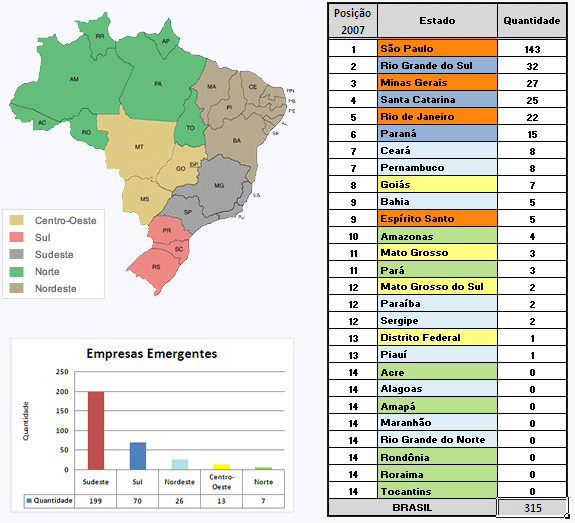 RR
AP
AM
PA
MA
CE
RN
PB
PE
AL
SE
PI
AC
RO
TO
BA
MT
GO
DF
MS
MG
ES
SP
RJ
PR
SC
RS
Centro-Oeste
Sul
Sudeste
Norte
Nordeste
Empresas Emergentes
Quantidade
250
200
150
100
50
0
Sudeste Sul Nordeste Centro-Oeste Norte
Quantidade 199 70 26 13 7
Posição 2007 Estado Quantidade
1 São Paulo 143
2 Rio Grande do Sul 32
3 Minas Gerais 27
4 Santa Catarina 25
5 Rio de Janeiro 22
6 Paraná 15
7 Ceará 8
7 Pernambuco 8
8 Goiás 7
9 Bahia 5
9 Espírito Santo 5
10 Amazonas 4
11 Mato Grosso 3
11 Pará 3
12 Mato Grosso do Sul 2
12 Paraíba 2
12 Sergipe 2
13 Distrito Federal 1
13 Piauí 1
14 Acre 0
14 Alagoas 0
14 Amapá 0
14 Maranhão 0
14 Rio Grande do Norte 0
14 Rondônia 0
14 Roraima 0
14 Tocantins 0
BRASIL 315